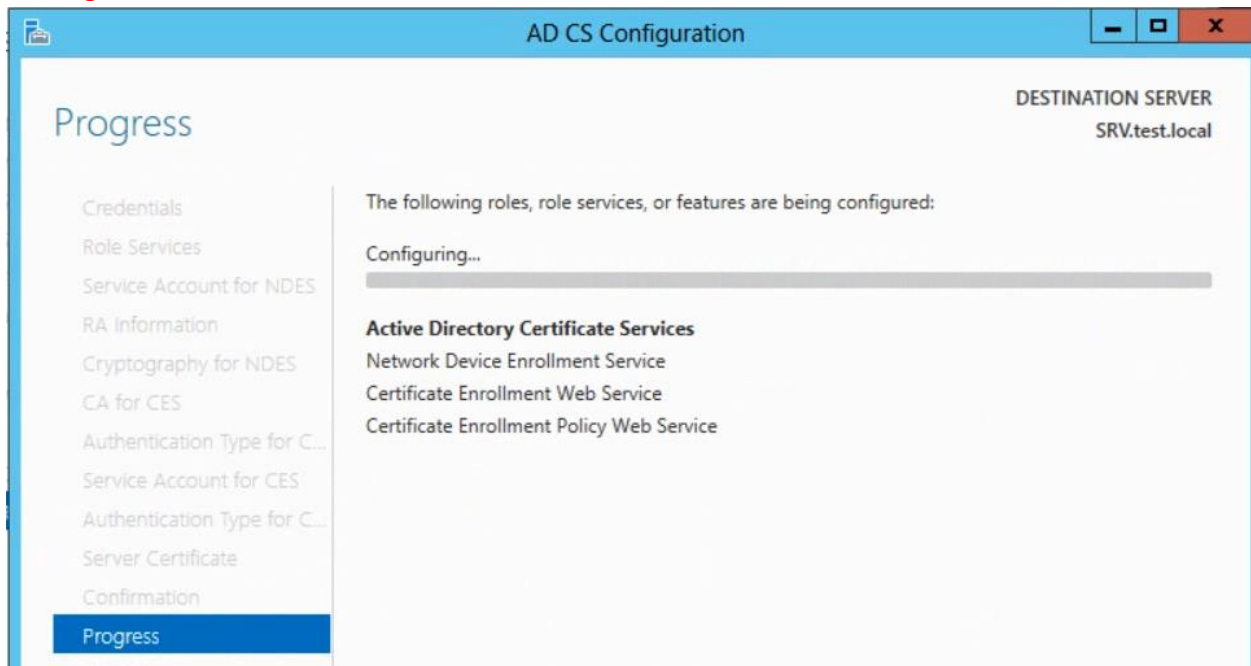 AD CS Configuration
DESTINATION SERVER
SRV.test.local
Progress
Credentials
Role Services
Service Account for NDES
RA Information
Cryptography for NDES
CA for CES
Authentication Type for C...
Service Account for CES
Authentication Type for C...
Server Certificate
Confirmation
Progress
The following roles, role services, or features are being configured:
Configuring...
Active Directory Certificate Services
Network Device Enrollment Service
Certificate Enrollment Web Service
Certificate Enrollment Policy Web Service